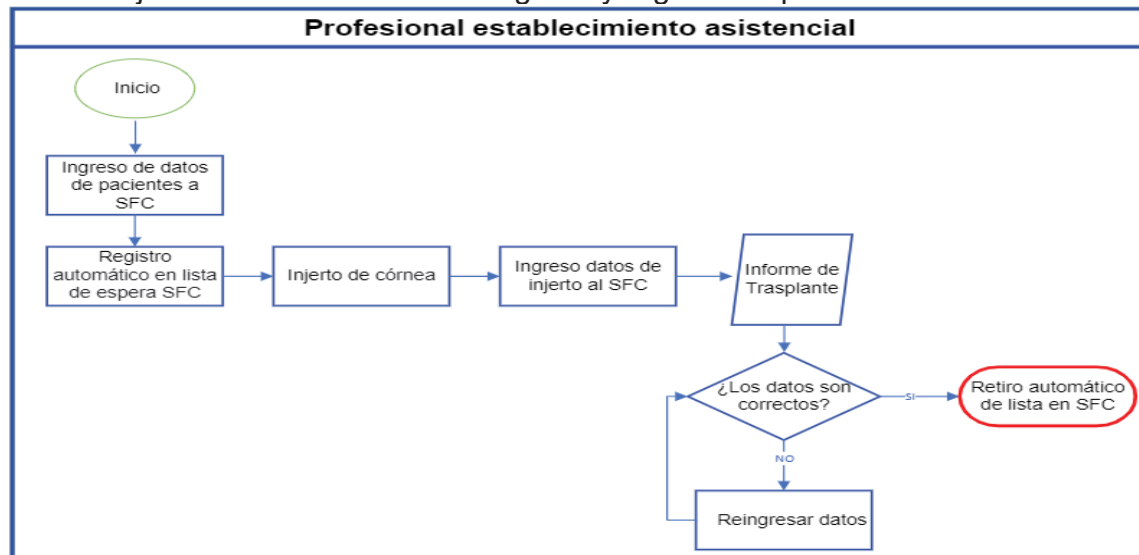 Profesional establecimiento asistencial
Inicio
Ingreso de datos
de pacientes a
SFC
Registro
automático en lista
de espera SFC
Injerto de córnea
Ingreso datos de
injerto al SFC
Informe de
Trasplante
¿Los datos son
correctos?
SI
Retiro automático
de lista en SFC
NO
Reingresar datos